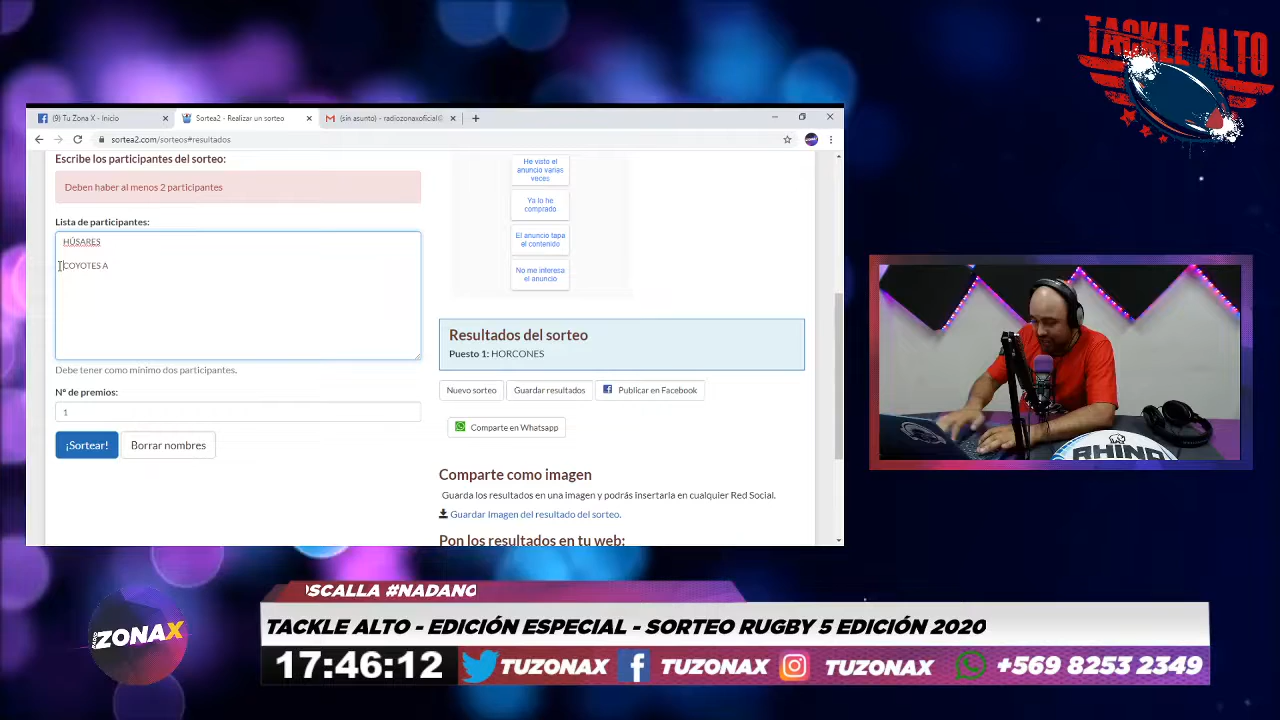 TACKLE ALTO
(9) Tu Zona X - Inicio
Sortea2 - Realizar un sorteo
(sin asunto) - radiozonaxoficial@
sortea2.com/sorteos#resultados
Escribe los participantes del sorteo:
Deben haber al menos 2 participantes
Lista de participantes:
HÚSARES
COYOTES A
Debe tener como mínimo dos participantes.
Nº de premios:
1
¡Sortear!
Borrar nombres
He visto el
anuncio varias
veces
Ya lo he
comprado
El anuncio tapa
el contenido
No me interesa
el anuncio
Resultados del sorteo
Puesto 1: HORCONES
Nuevo sorteo
Guardar resultados
Publicar en Facebook
Comparte en Whatsapp
Comparte como imagen
Guarda los resultados en una imagen y podrás insertarla en cualquier Red Social.
Guardar Imagen del resultado del sorteo.
Pon los resultados en tu web:
RHINO
ZONAX
SCALLA #NADANO
TACKLE ALTO - EDICIÓN ESPECIAL - SORTEO RUGBY 5 EDICIÓN 2020
17:46:12
TUZONAX
TUZONAX
TUZONAX
+569 8253 2349